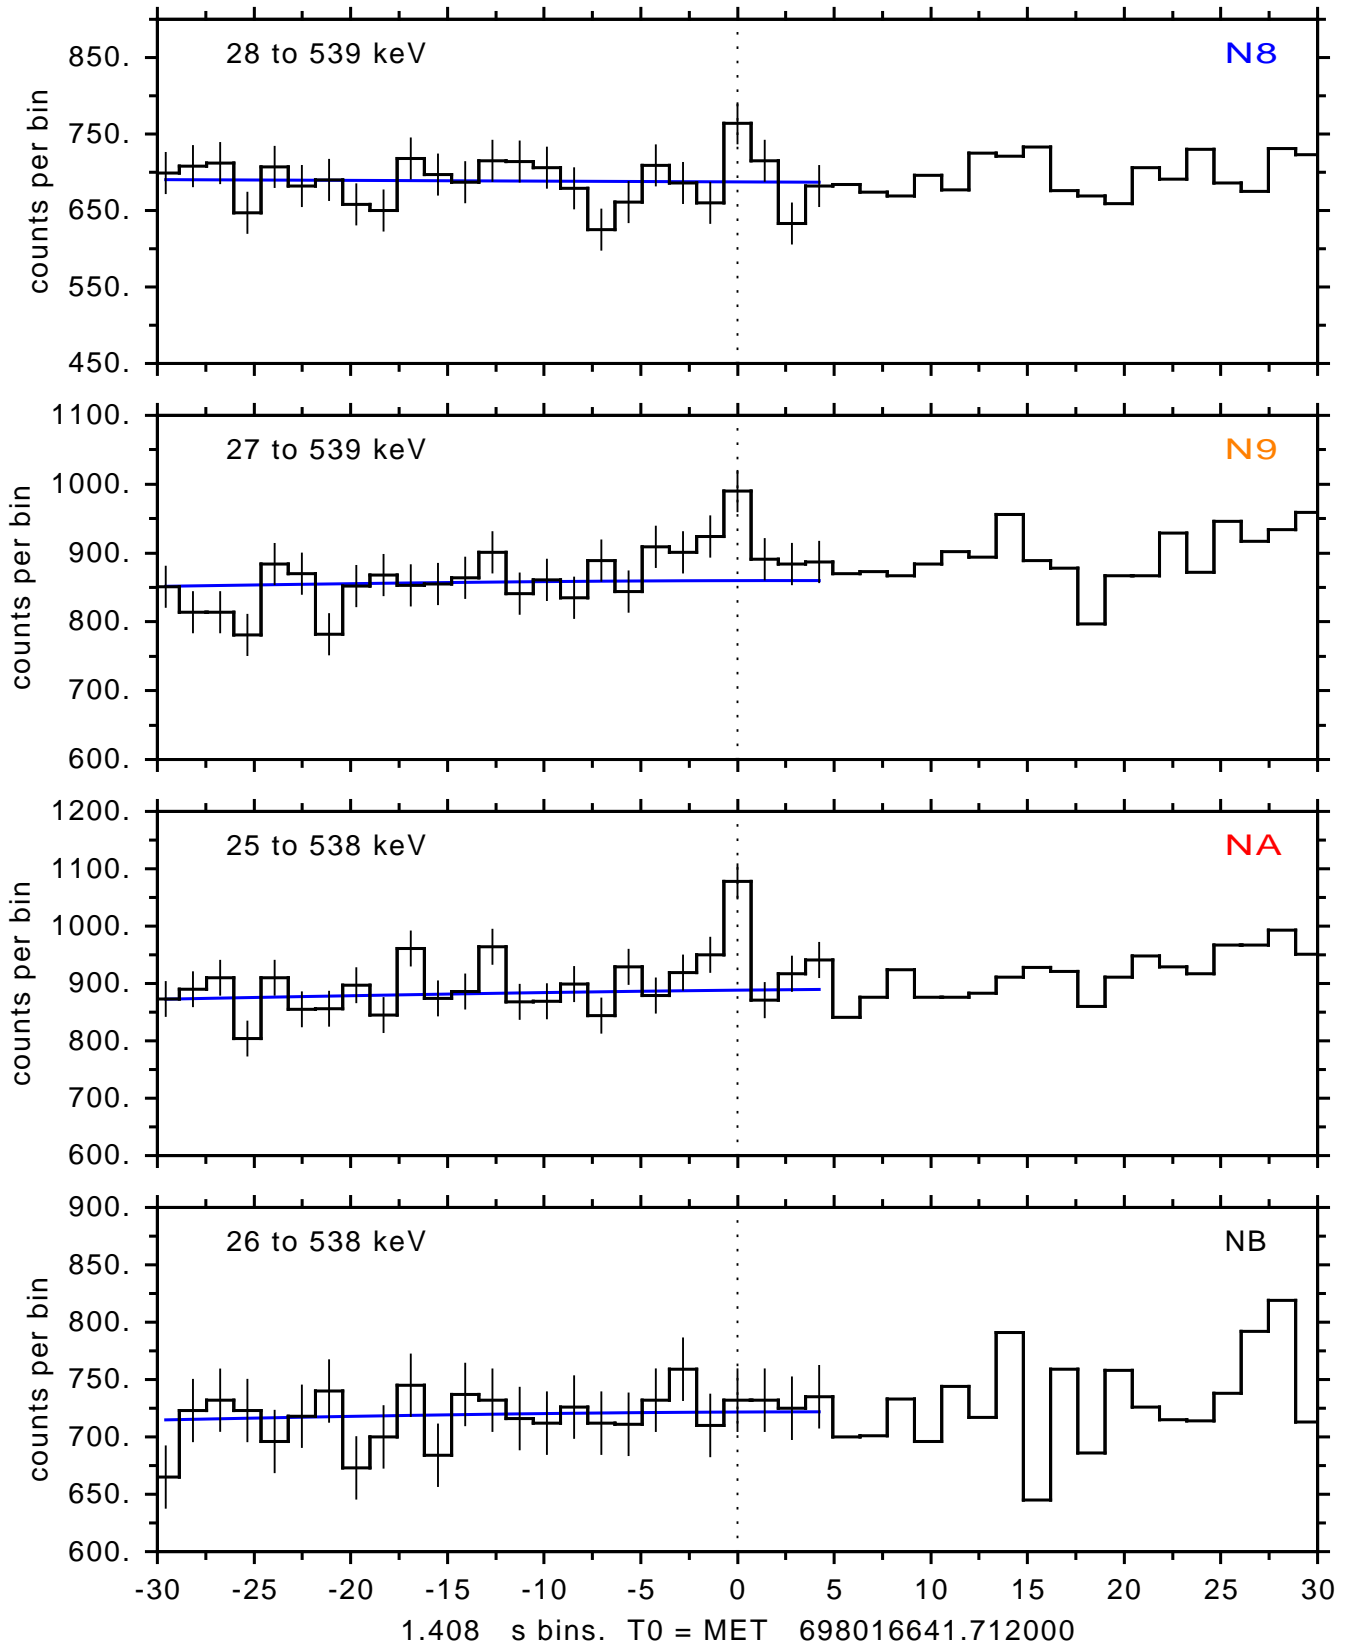 28 to 539 keV
N8
850.
750.
650.
550.
450.
counts per bin
27 to 539 keV
N9
1100.
1000.
900.
800.
700.
600.
counts per bin
25 to 538 keV
NA
1200.
1100.
1000.
900.
800.
700.
600.
counts per bin
26 to 538 keV
NB
900.
850.
800.
750.
700.
650.
600.
counts per bin
-30 -25 -20 -15 -10 -5 0 5 10 15 20 25 30
1.408 s bins. T0 = MET 698016641.712000